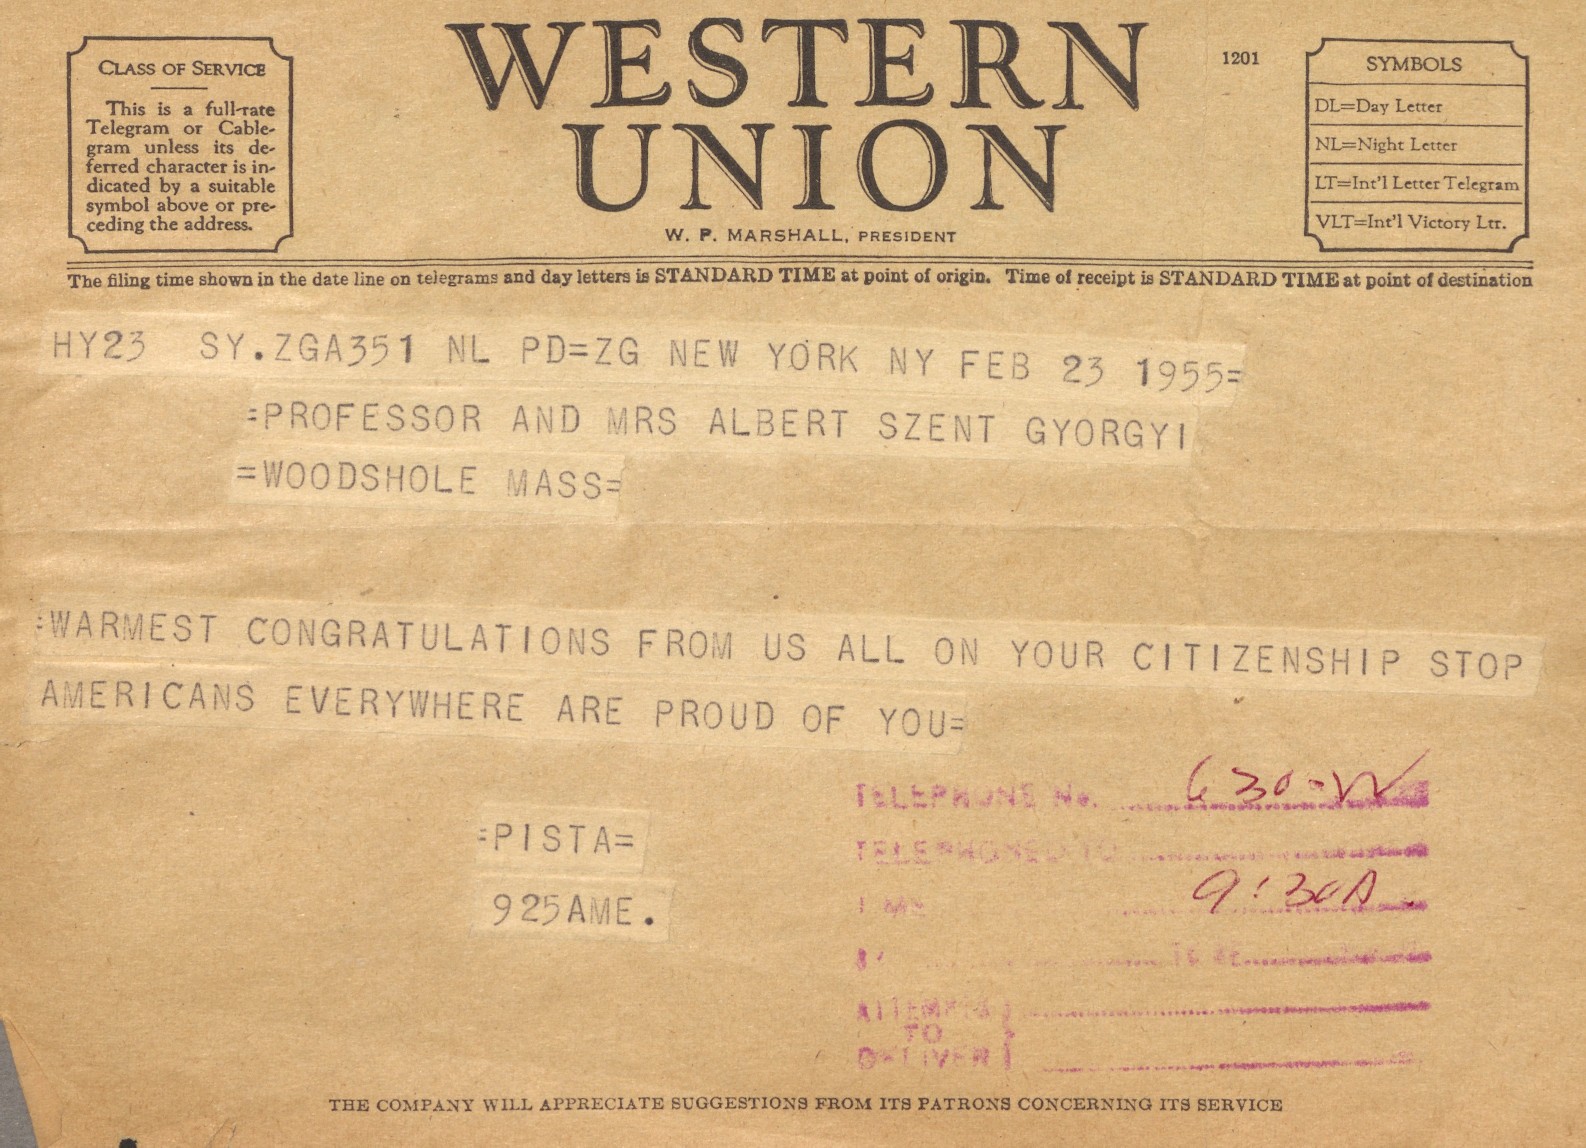 WESTERN
UNION
1201
W. P. MARSHALL, PRESIDENT
CLASS OF SERVICE
This is a full-rate
Telegram or Cable-
gram unless its de-
ferred character is in-
dicated by a suitable
symbol above or pre-
ceding the address.
SYMBOLS
DL=Day Letter
NL=Night Letter
LT=Int'l Letter Telegram
VLT=Int'l Victory Ltr.
The filing time shown in the date line on telegrams and day letters is STANDARD TIME at point of origin. Time of receipt is STANDARD TIME at point of destination
HY23 SY.ZGA351 NL PD=ZG NEW YORK NY FEB 23 1955=
=PROFESSOR AND MRS ALBERT SZENT GYORGYI
=WOODSHOLE MASS=
=WARMEST CONGRATULATIONS FROM US ALL ON YOUR CITIZENSHIP STOP
AMERICANS EVERYWHERE ARE PROUD OF YOU=
=PISTA=
925AME.
TELEPHONE No. 630-W
TELEPHONED TO
TIME 9:30A
ATTEMPTS
TO
DELIVER
THE COMPANY WILL APPRECIATE SUGGESTIONS FROM ITS PATRONS CONCERNING ITS SERVICE